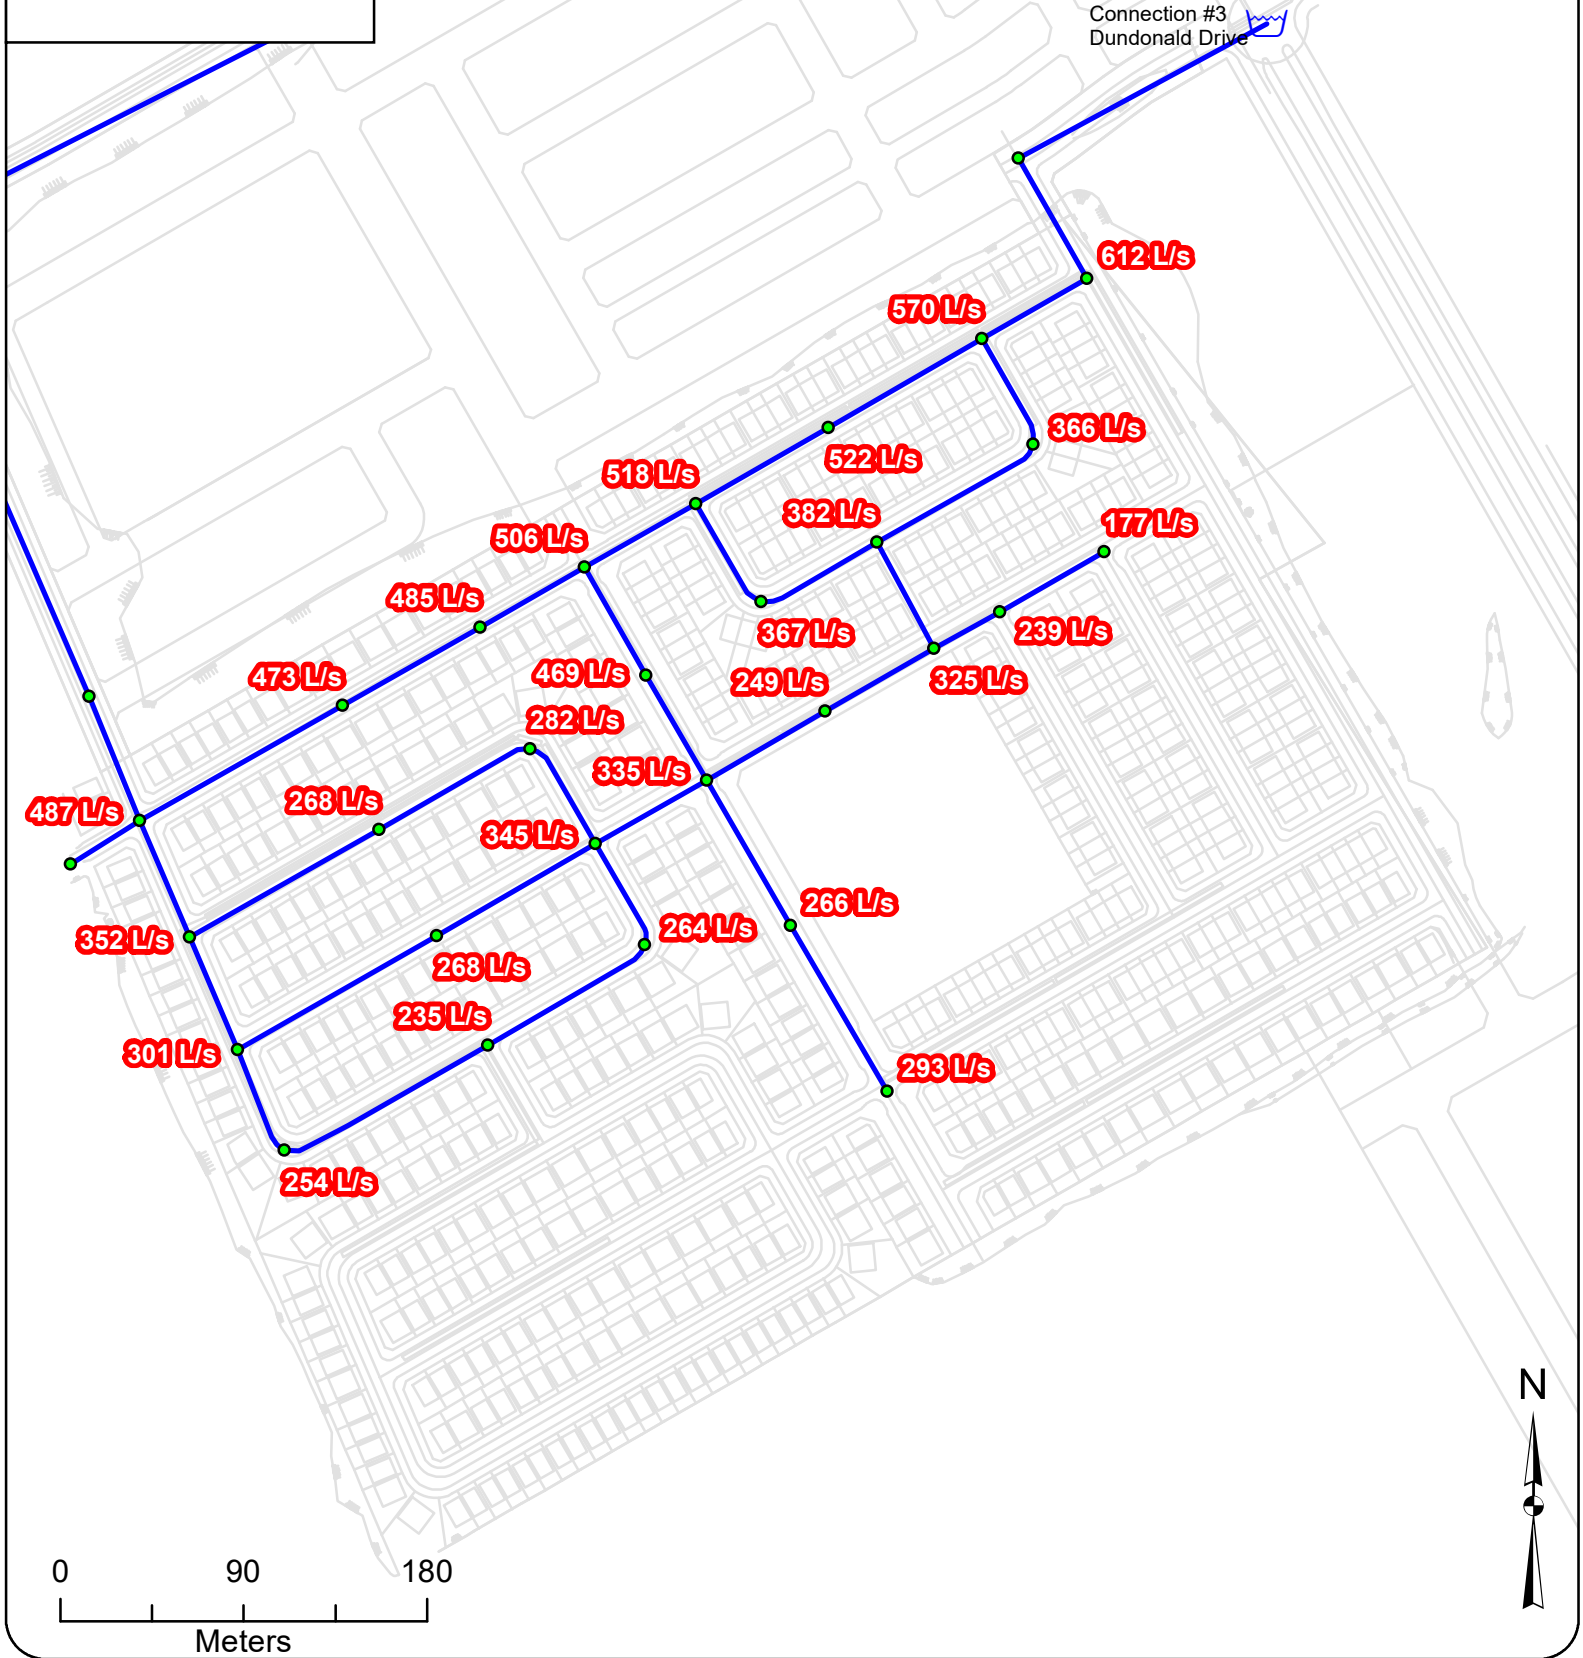 Connection #3
Dundonald Drive
612 L/s
570 L/s
366 L/s
522 L/s
518 L/s
382 L/s
177 L/s
506 L/s
485 L/s
367 L/s
239 L/s
469 L/s
473 L/s
249 L/s
325 L/s
282 L/s
335 L/s
487 L/s
268 L/s
345 L/s
266 L/s
264 L/s
352 L/s
268 L/s
235 L/s
301 L/s
293 L/s
254 L/s
N
0 90 180
Meters